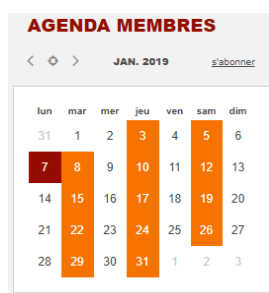 AGENDA MEMBRES
JAN. 2019 s'abonner
lun mar mer jeu ven sam dim
31 1 2 3 4 5 6
7 8 9 10 11 12 13
14 15 16 17 18 19 20
21 22 23 24 25 26 27
28 29 30 31 1 2 3